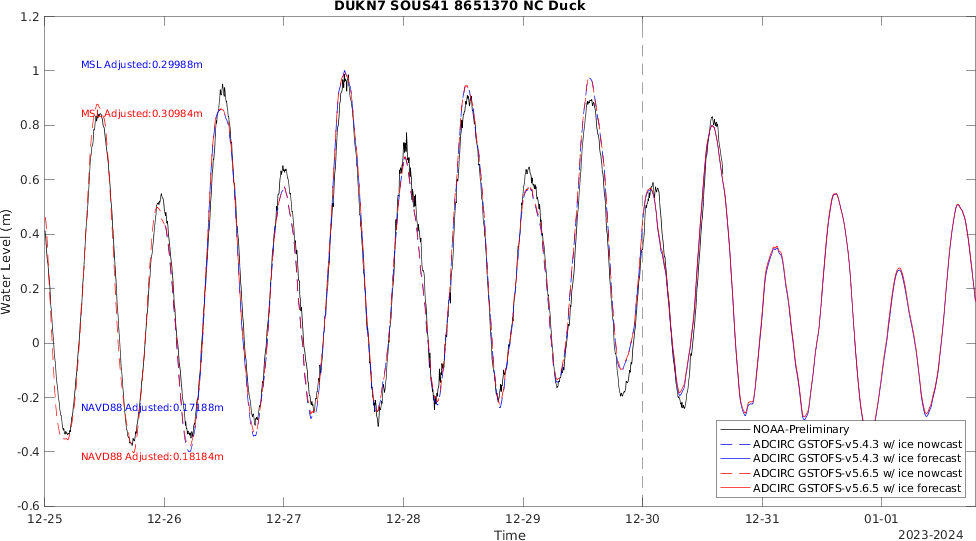 DUKN7 SOUS41 8651370 NC Duck
1.2
1
0.8
0.6
0.4
0.2
0
-0.2
-0.4
-0.6
Water Level (m)
MSL Adjusted:0.29988m
MSL Adjusted:0.30984m
NAVD88 Adjusted:0.17188m
NAVD88 Adjusted:0.18184m
NOAA-Preliminary
ADCIRC GSTOFS-v5.4.3 w/ ice nowcast
ADCIRC GSTOFS-v5.4.3 w/ ice forecast
ADCIRC GSTOFS-v5.6.5 w/ ice nowcast
ADCIRC GSTOFS-v5.6.5 w/ ice forecast
12-25 12-26 12-27 12-28 12-29 12-30 12-31 01-01
Time
2023-2024